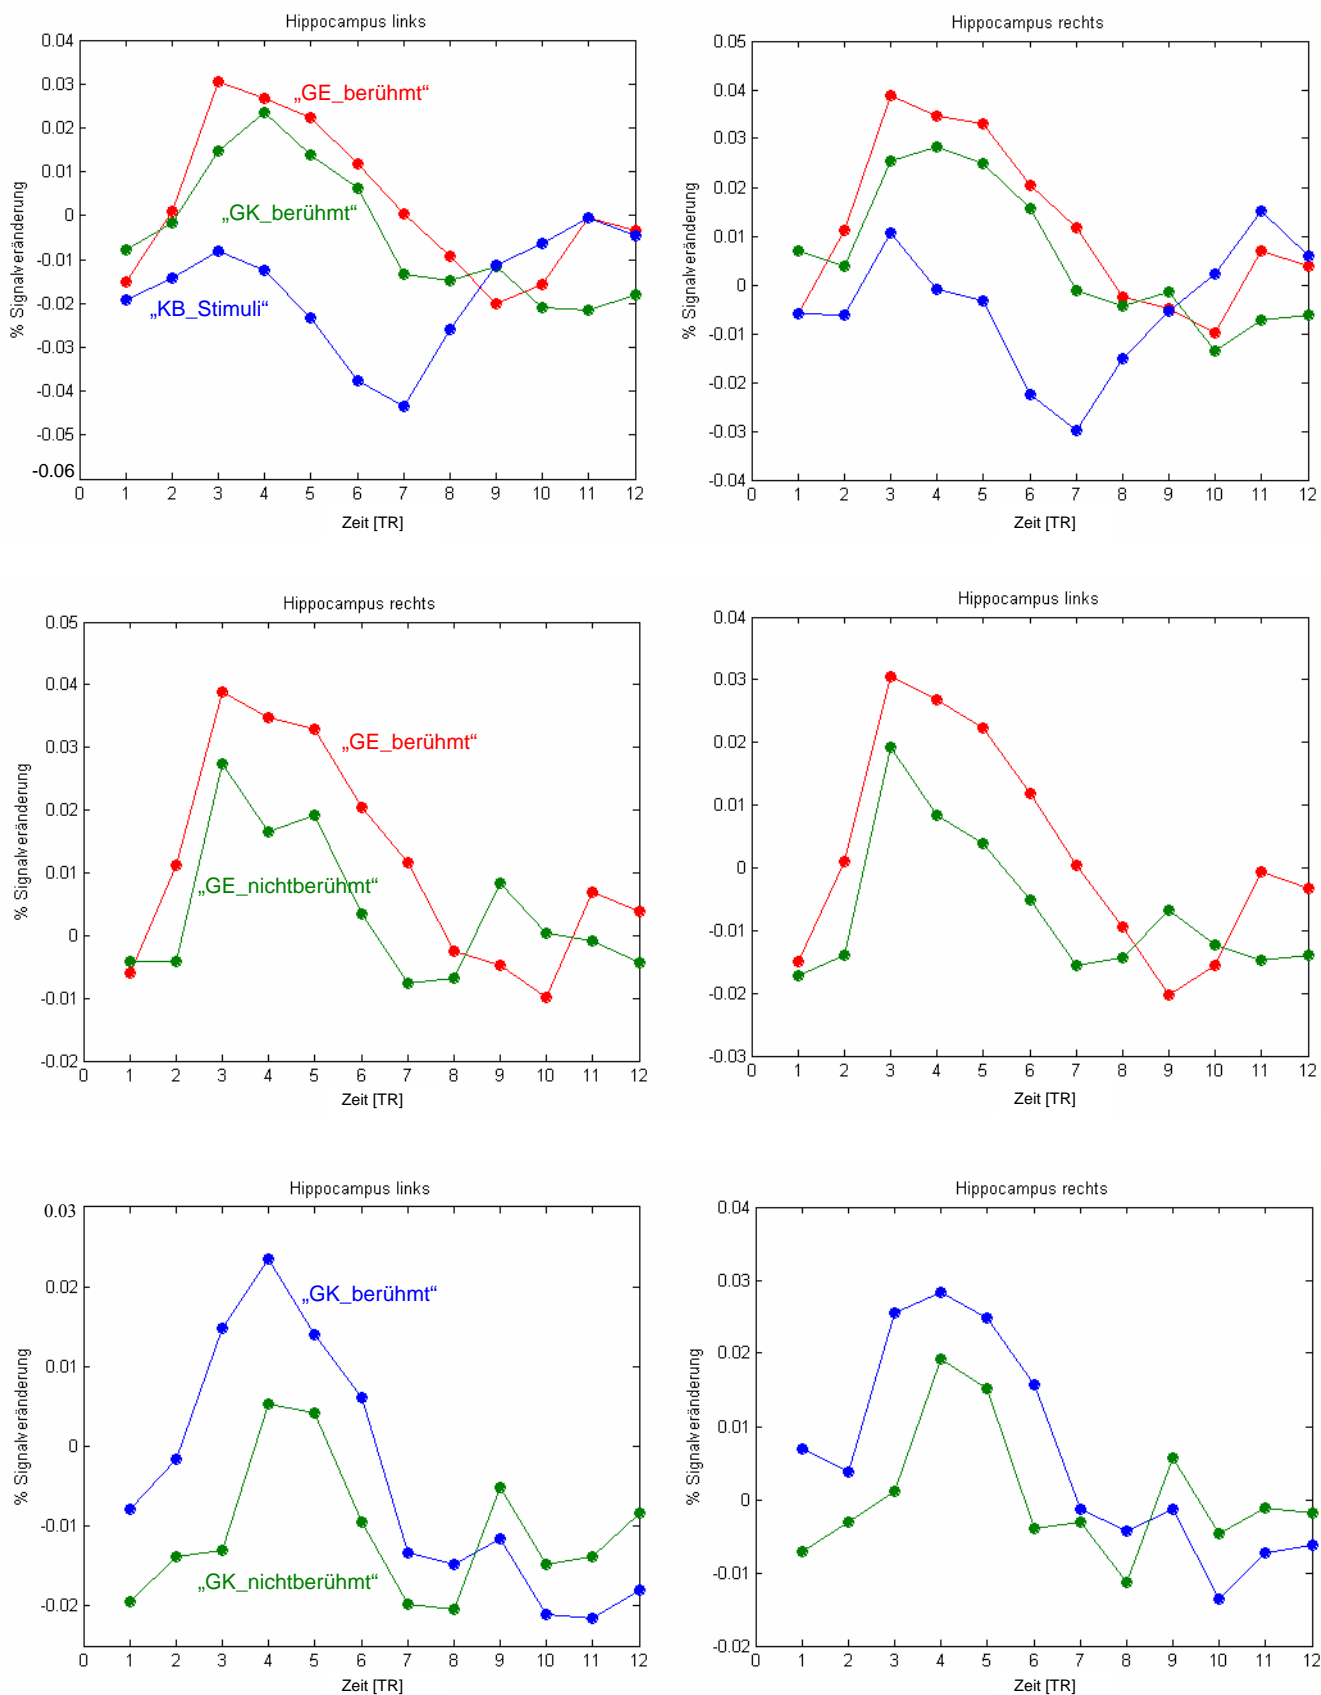 Hippocampus links
% Signalveränderung
0.04
0.03
0.02
0.01
0
-0.01
-0.02
-0.03
-0.04
-0.05
-0.06
„GE_berühmt“
„GK_berühmt“
„KB_Stimuli“
0 1 2 3 4 5 6 7 8 9 10 11 12
Zeit [TR]
Hippocampus rechts
% Signalveränderung
0.05
0.04
0.03
0.02
0.01
0
-0.01
-0.02
-0.03
-0.04
0 1 2 3 4 5 6 7 8 9 10 11 12
Zeit [TR]
Hippocampus rechts
% Signalveränderung
0.05
0.04
0.03
0.02
0.01
0
-0.01
-0.02
„GE_berühmt“
„GE_nichtberühmt“
0 1 2 3 4 5 6 7 8 9 10 11 12
Zeit [TR]
Hippocampus links
% Signalveränderung
0.04
0.03
0.02
0.01
0
-0.01
-0.02
-0.03
0 1 2 3 4 5 6 7 8 9 10 11 12
Zeit [TR]
Hippocampus links
% Signalveränderung
0.03
0.02
0.01
0
-0.01
-0.02
„GK_berühmt“
„GK_nichtberühmt“
0 1 2 3 4 5 6 7 8 9 10 11 12
Zeit [TR]
Hippocampus rechts
% Signalveränderung
0.04
0.03
0.02
0.01
0
-0.01
-0.02
0 1 2 3 4 5 6 7 8 9 10 11 12
Zeit [TR]